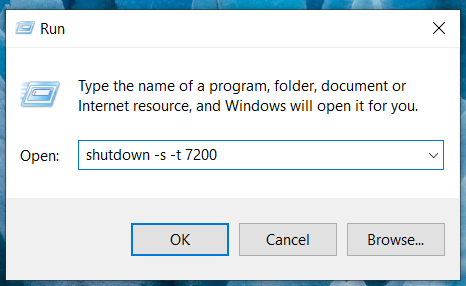 Run
Type the name of a program, folder, document or
Internet resource, and Windows will open it for you.
Open: shutdown -s -t 7200
OK Cancel Browse...